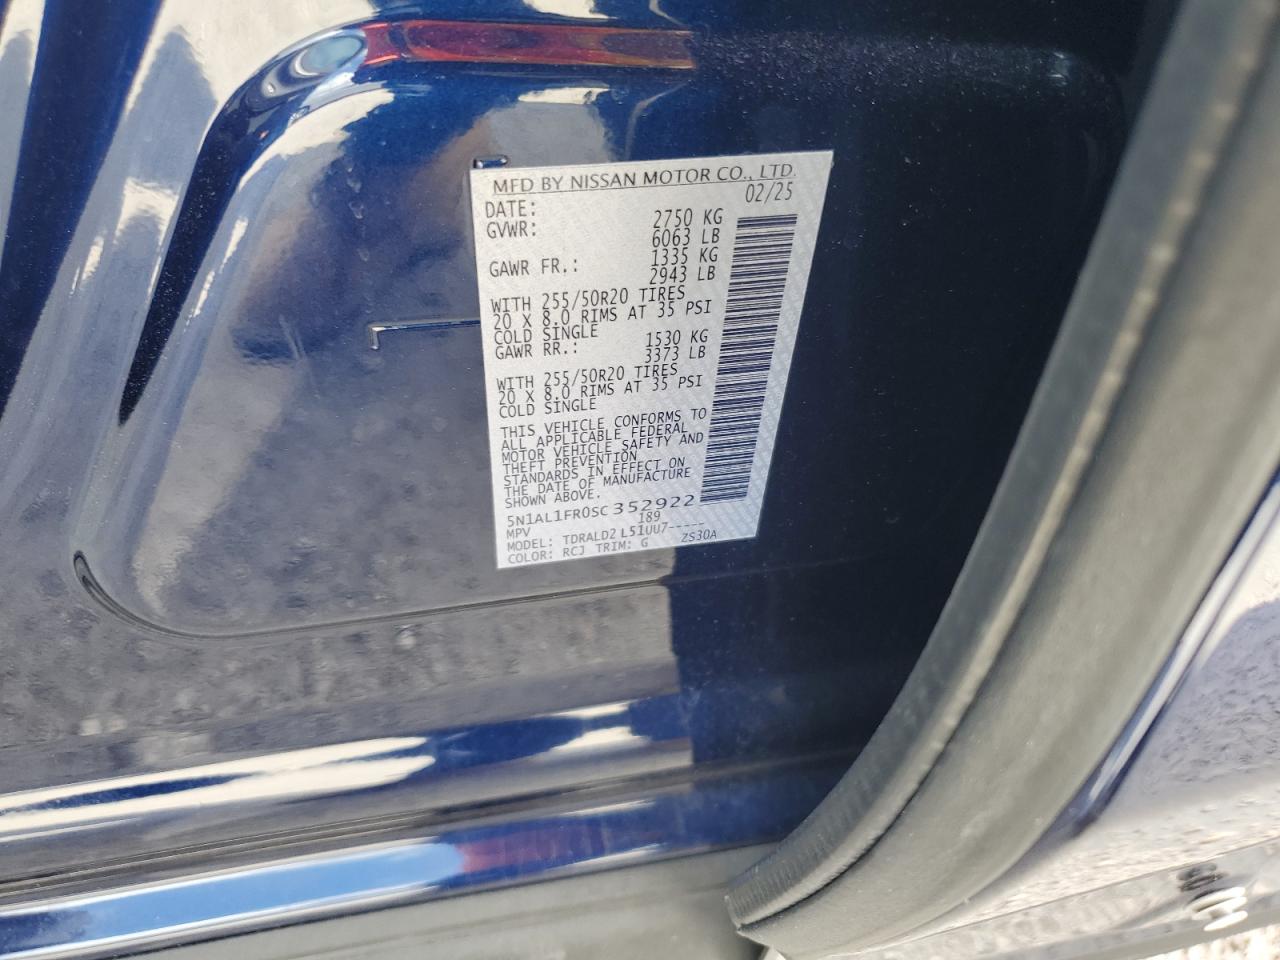 MFD BY NISSAN MOTOR CO., LTD.
DATE: 02/25
GVWR: 2750 KG
6063 LB
GAWR FR.: 1335 KG
2943 LB
WITH 255/50R20 TIRES
20 X 8.0 RIMS AT 35 PSI
COLD SINGLE
GAWR RR.: 1530 KG
3373 LB
WITH 255/50R20 TIRES
20 X 8.0 RIMS AT 35 PSI
COLD SINGLE
THIS VEHICLE CONFORMS TO
ALL APPLICABLE FEDERAL
MOTOR VEHICLE SAFETY AND
THEFT PREVENTION
STANDARDS IN EFFECT ON
THE DATE OF MANUFACTURE
SHOWN ABOVE.
5N1AL1FR0SC352922
MPV 189
MODEL: TDRALD2 L51UU7-----
COLOR: RCJ TRIM: G ZS30A